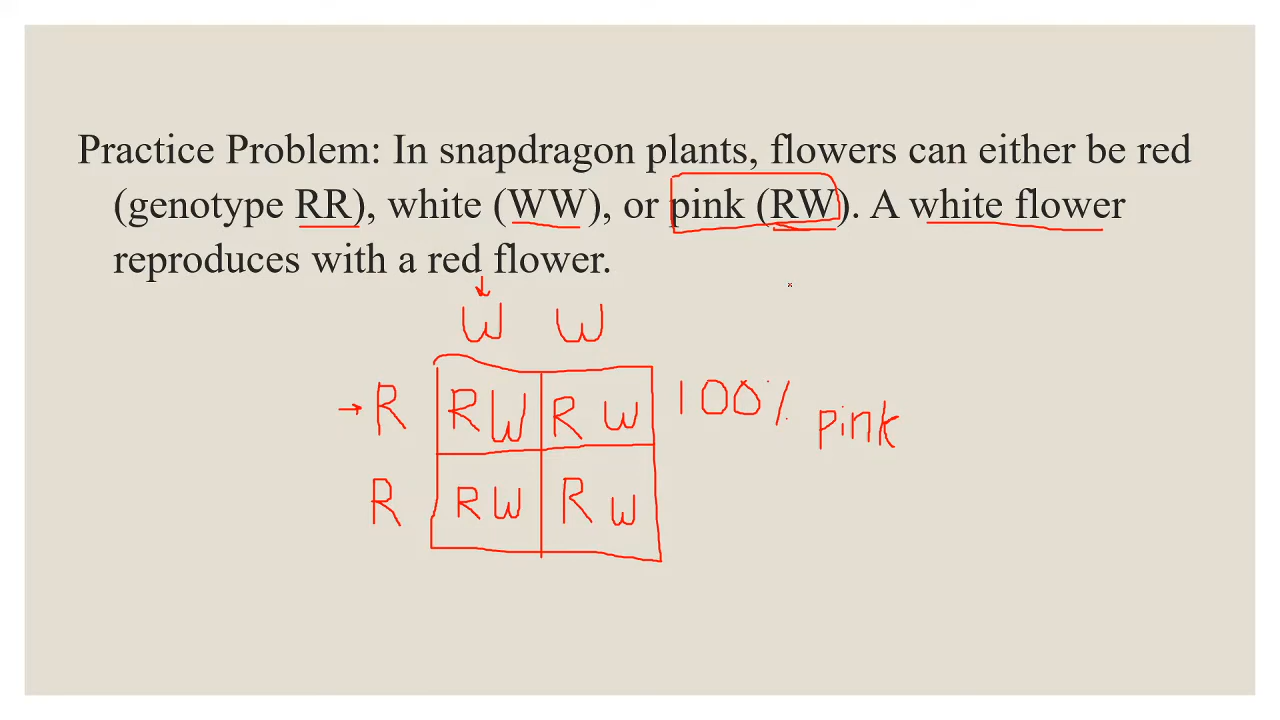 Practice Problem: In snapdragon plants, flowers can either be red
(genotype RR), white (WW), or pink (RW). A white flower
reproduces with a red flower.
W W
R RW RW 100% pink
R RW RW